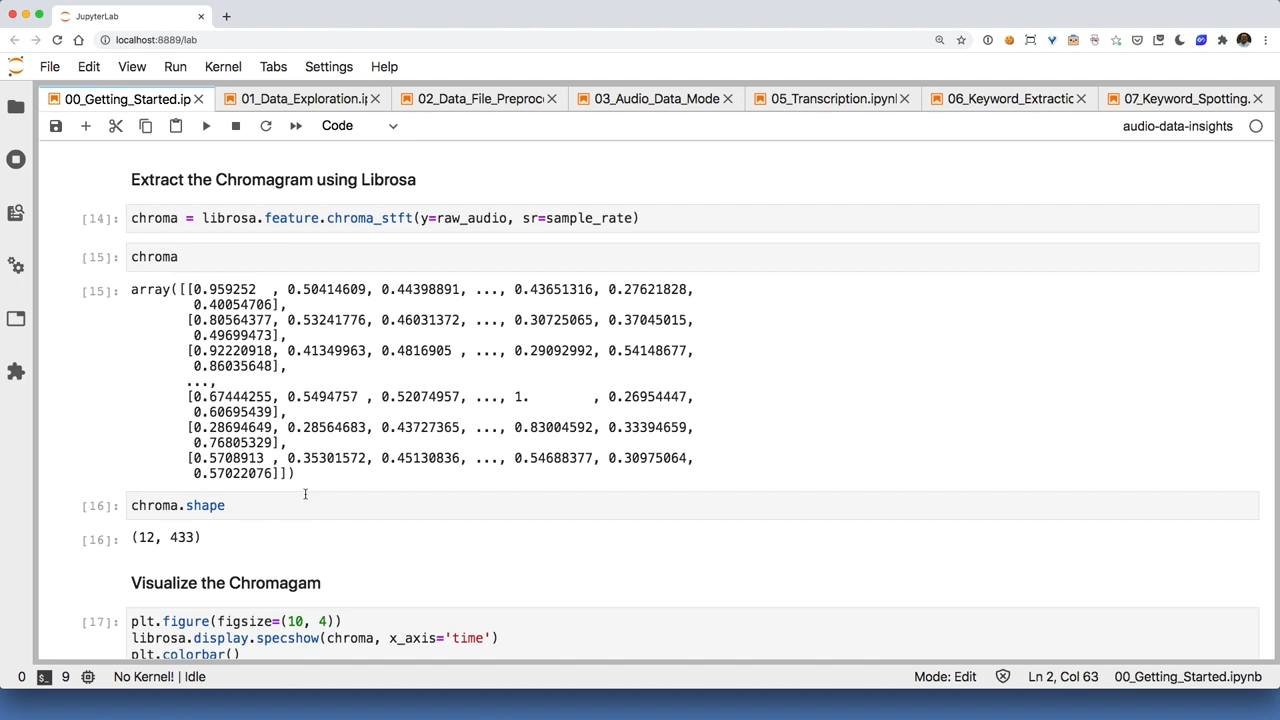 JupyterLab
localhost:8889/lab
File Edit View Run Kernel Tabs Settings Help
00_Getting_Started.ip 01_Data_Exploration.i 02_Data_File_Preproc 03_Audio_Data_Mode 05_Transcription.ipynl 06_Keyword_Extractic 07_Keyword_Spotting.
Code audio-data-insights
Extract the Chromagram using Librosa
[14]: chroma = librosa.feature.chroma_stft(y=raw_audio, sr=sample_rate)
[15]: chroma
[15]: array([[0.959252  , 0.50414609, 0.44398891, ..., 0.43651316, 0.27621828,
0.40054706],
[0.80564377, 0.53241776, 0.46031372, ..., 0.30725065, 0.37045015,
0.49699473],
[0.92220918, 0.41349963, 0.4816905 , ..., 0.29092992, 0.54148677,
0.86035648],
...,
[0.67444255, 0.5494757 , 0.52074957, ..., 1.        , 0.26954447,
0.60695439],
[0.28694649, 0.28564683, 0.43727365, ..., 0.83004592, 0.33394659,
0.76805329],
[0.5708913 , 0.35301572, 0.45130836, ..., 0.54688377, 0.30975064,
0.57022076]])
[16]: chroma.shape
[16]: (12, 433)
Visualize the Chromagam
[17]: plt.figure(figsize=(10, 4))
librosa.display.specshow(chroma, x_axis='time')
plt.colorbar()
0 $_ 9 No Kernel! | Idle Mode: Edit Ln 2, Col 63 00_Getting_Started.ipynb